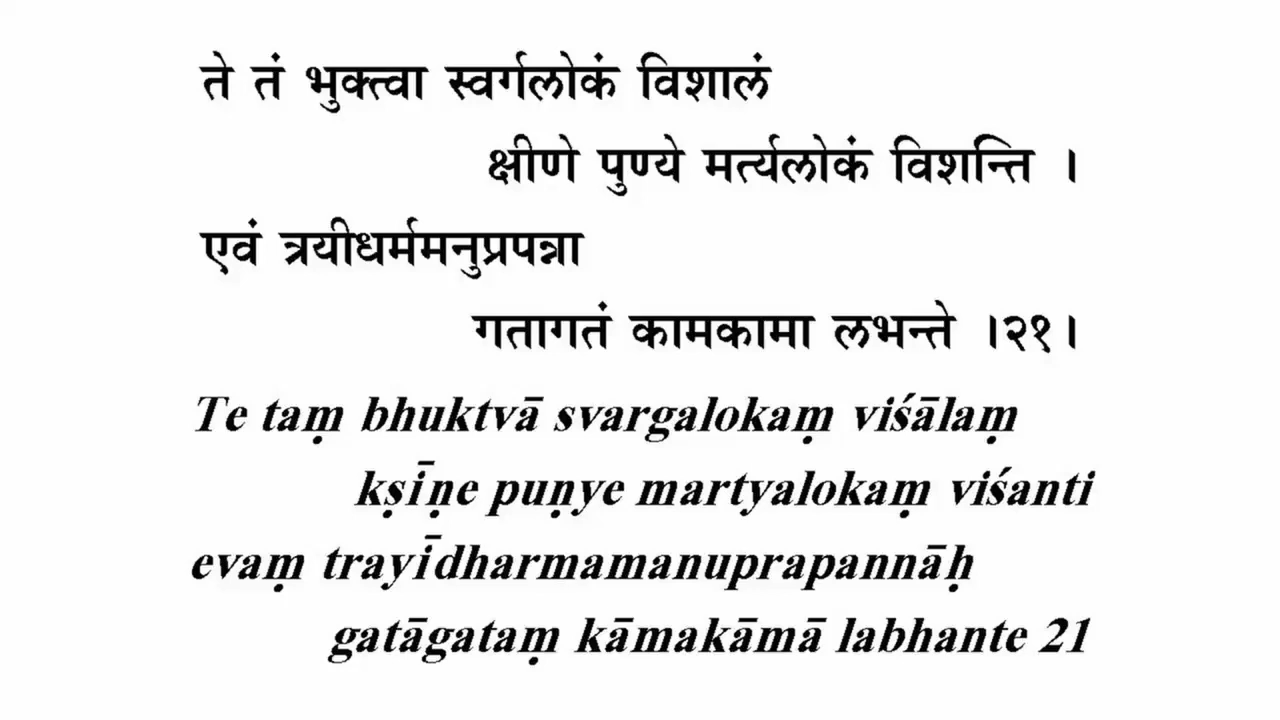 ते तं भुक्त्वा स्वर्गलोकं विशालं
क्षीणे पुण्ये मर्त्यलोकं विशन्ति ।
एवं त्रयीधर्ममनुप्रपन्ना
गतागतं कामकामा लभन्ते ।२१।
Te taṃ bhuktvā svargalokaṃ viśālaṃ
kṣīṇe puṇye martyalokaṃ viśanti
evaṃ trayīdharmamanuprapannāḥ
gatāgataṃ kāmakāmā labhante 21